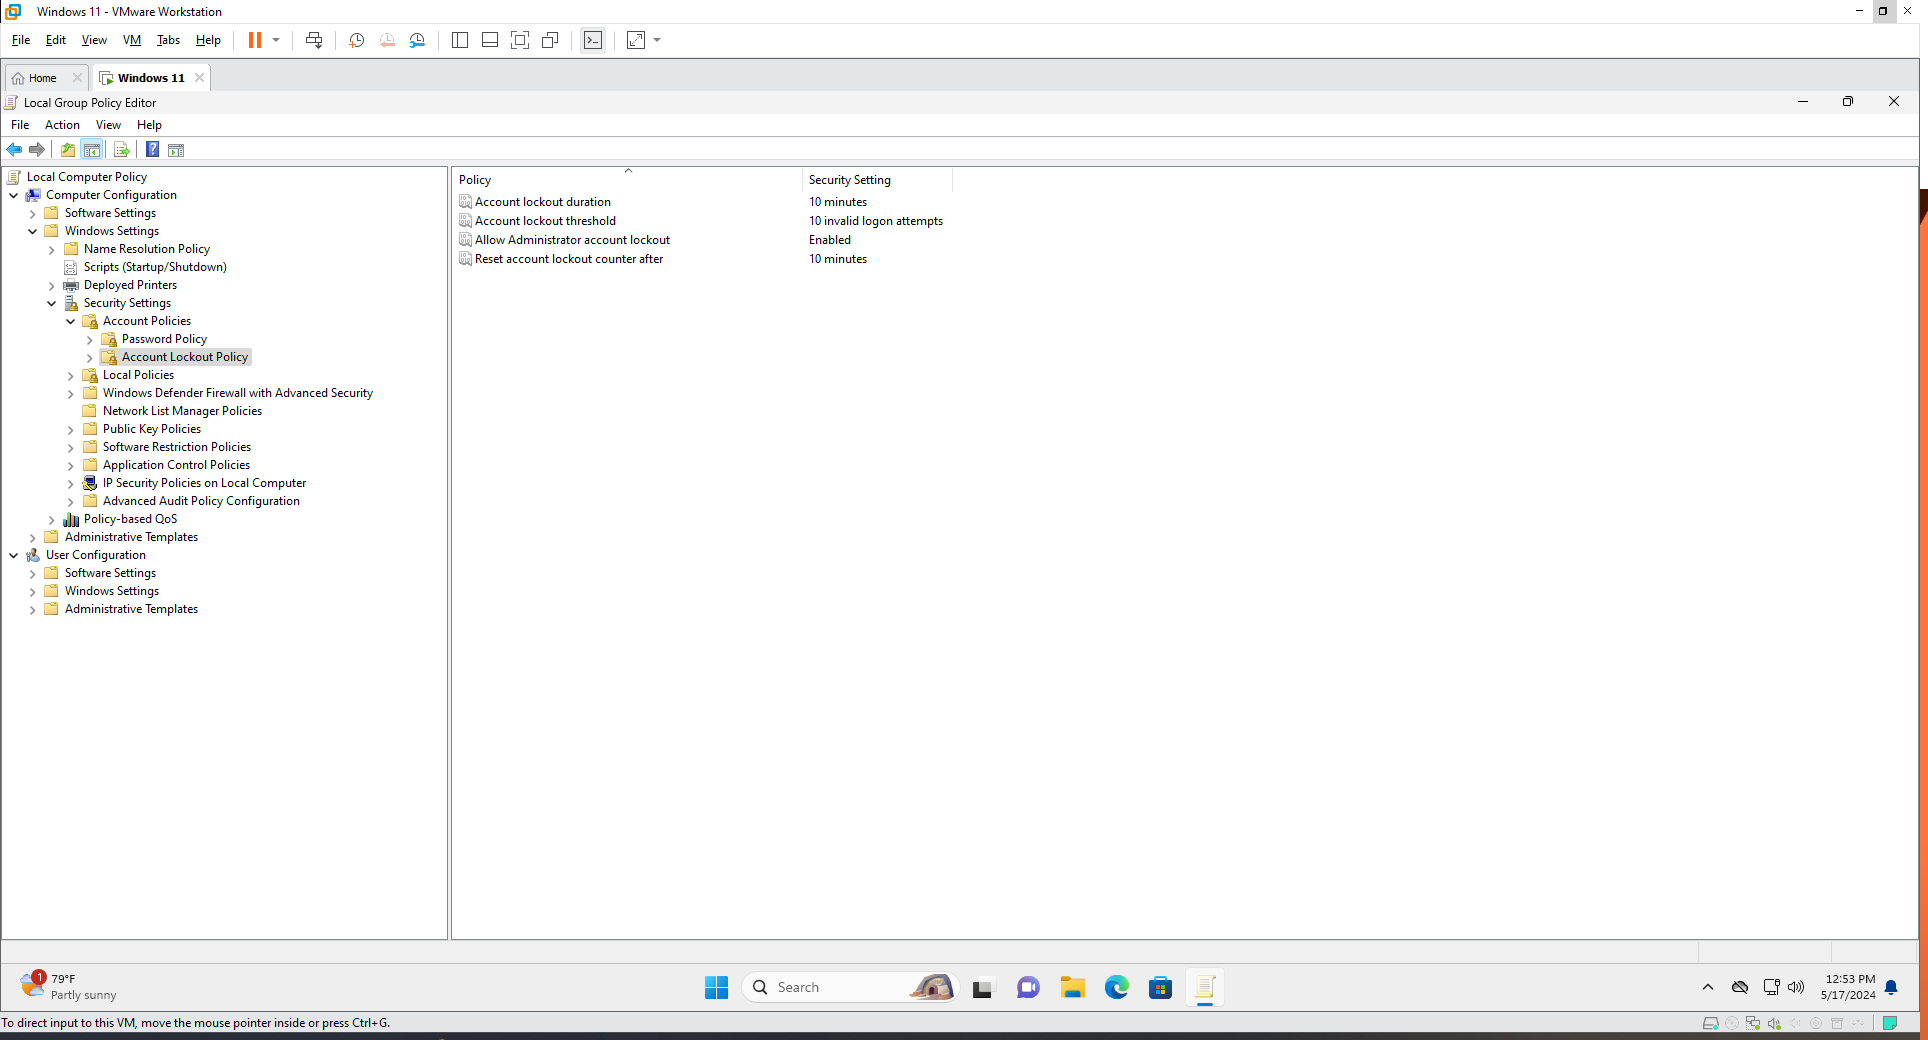 Windows 11 - VMware Workstation
File Edit View VM Tabs Help
Home
Windows 11
Local Group Policy Editor
File Action View Help
Local Computer Policy
Computer Configuration
Software Settings
Windows Settings
Name Resolution Policy
Scripts (Startup/Shutdown)
Deployed Printers
Security Settings
Account Policies
Password Policy
Account Lockout Policy
Local Policies
Windows Defender Firewall with Advanced Security
Network List Manager Policies
Public Key Policies
Software Restriction Policies
Application Control Policies
IP Security Policies on Local Computer
Advanced Audit Policy Configuration
Policy-based QoS
Administrative Templates
User Configuration
Software Settings
Windows Settings
Administrative Templates
Policy Security Setting
Account lockout duration 10 minutes
Account lockout threshold 10 invalid logon attempts
Allow Administrator account lockout Enabled
Reset account lockout counter after 10 minutes
1
79°F
Partly sunny
Search
12:53 PM
5/17/2024
To direct input to this VM, move the mouse pointer inside or press Ctrl+G.